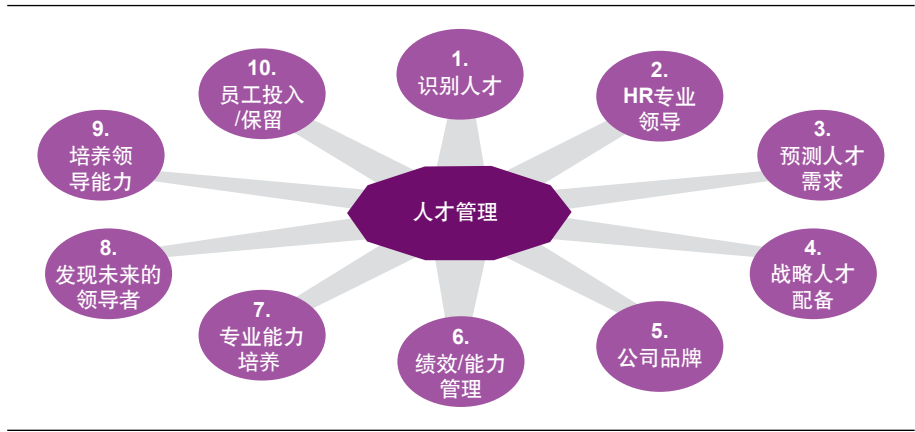 1.
识别人才
2.
HR专业
领导
3.
预测人才
需求
4.
战略人才
配备
5.
公司品牌
6.
绩效/能力
管理
7.
专业能力
培养
8.
发现未来的
领导者
9.
培养领
导能力
10.
员工投入
/保留
人才管理